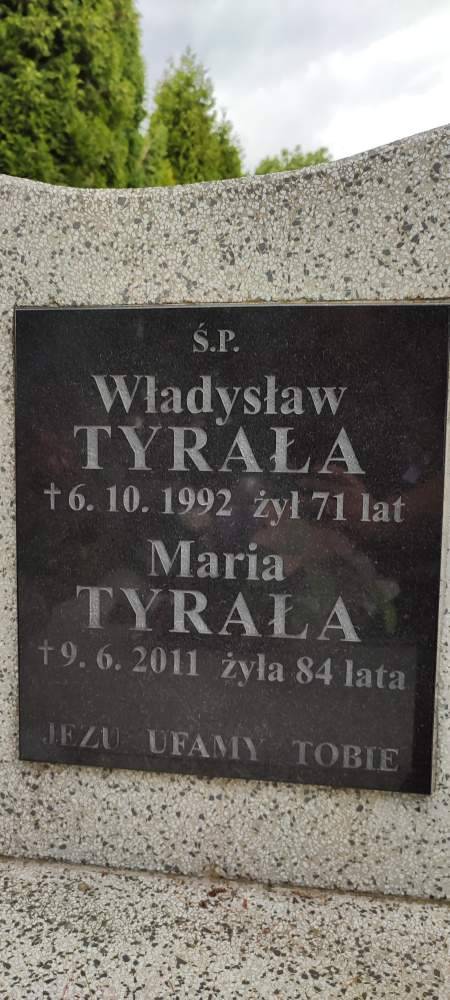 Ś.P.
Władysław
TYRAŁA
† 6. 10. 1992 żył 71 lat
Maria
TYRAŁA
† 9. 6. 2011 żyła 84 lata
JEZU UFAMY TOBIE